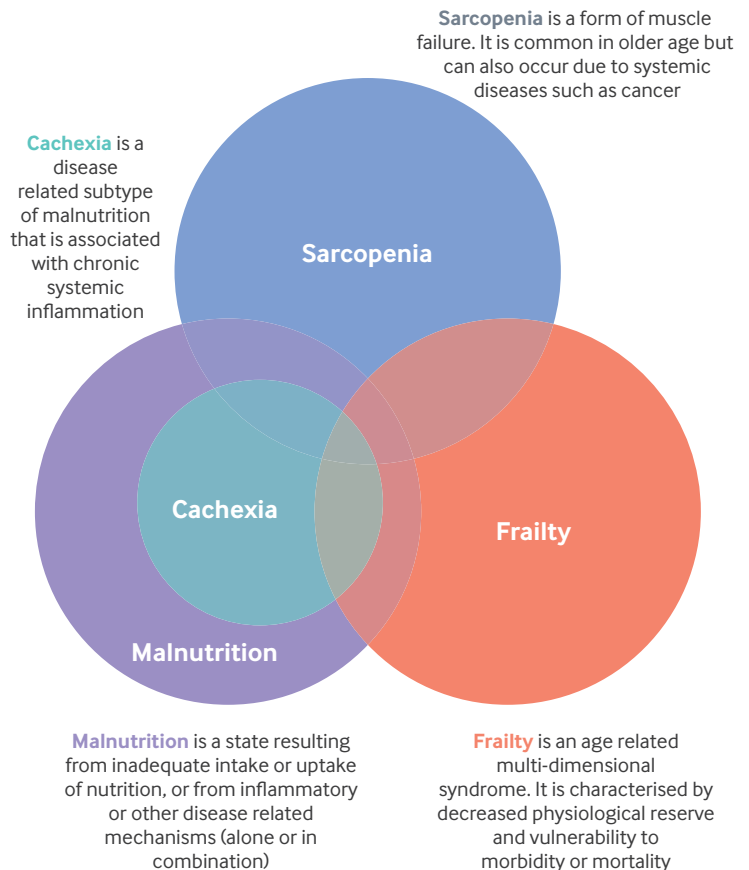 Sarcopenia is a form of muscle
failure. It is common in older age but
can also occur due to systemic
diseases such as cancer
Cachexia is a
disease
related subtype
of malnutrition
that is associated
with chronic
systemic
inflammation
Sarcopenia
Cachexia
Frailty
Malnutrition
Malnutrition is a state resulting
from inadequate intake or uptake
of nutrition, or from inflammatory
or other disease related
mechanisms (alone or in
combination)
Frailty is an age related
multi-dimensional
syndrome. It is characterised by
decreased physiological reserve
and vulnerability to
morbidity or mortality